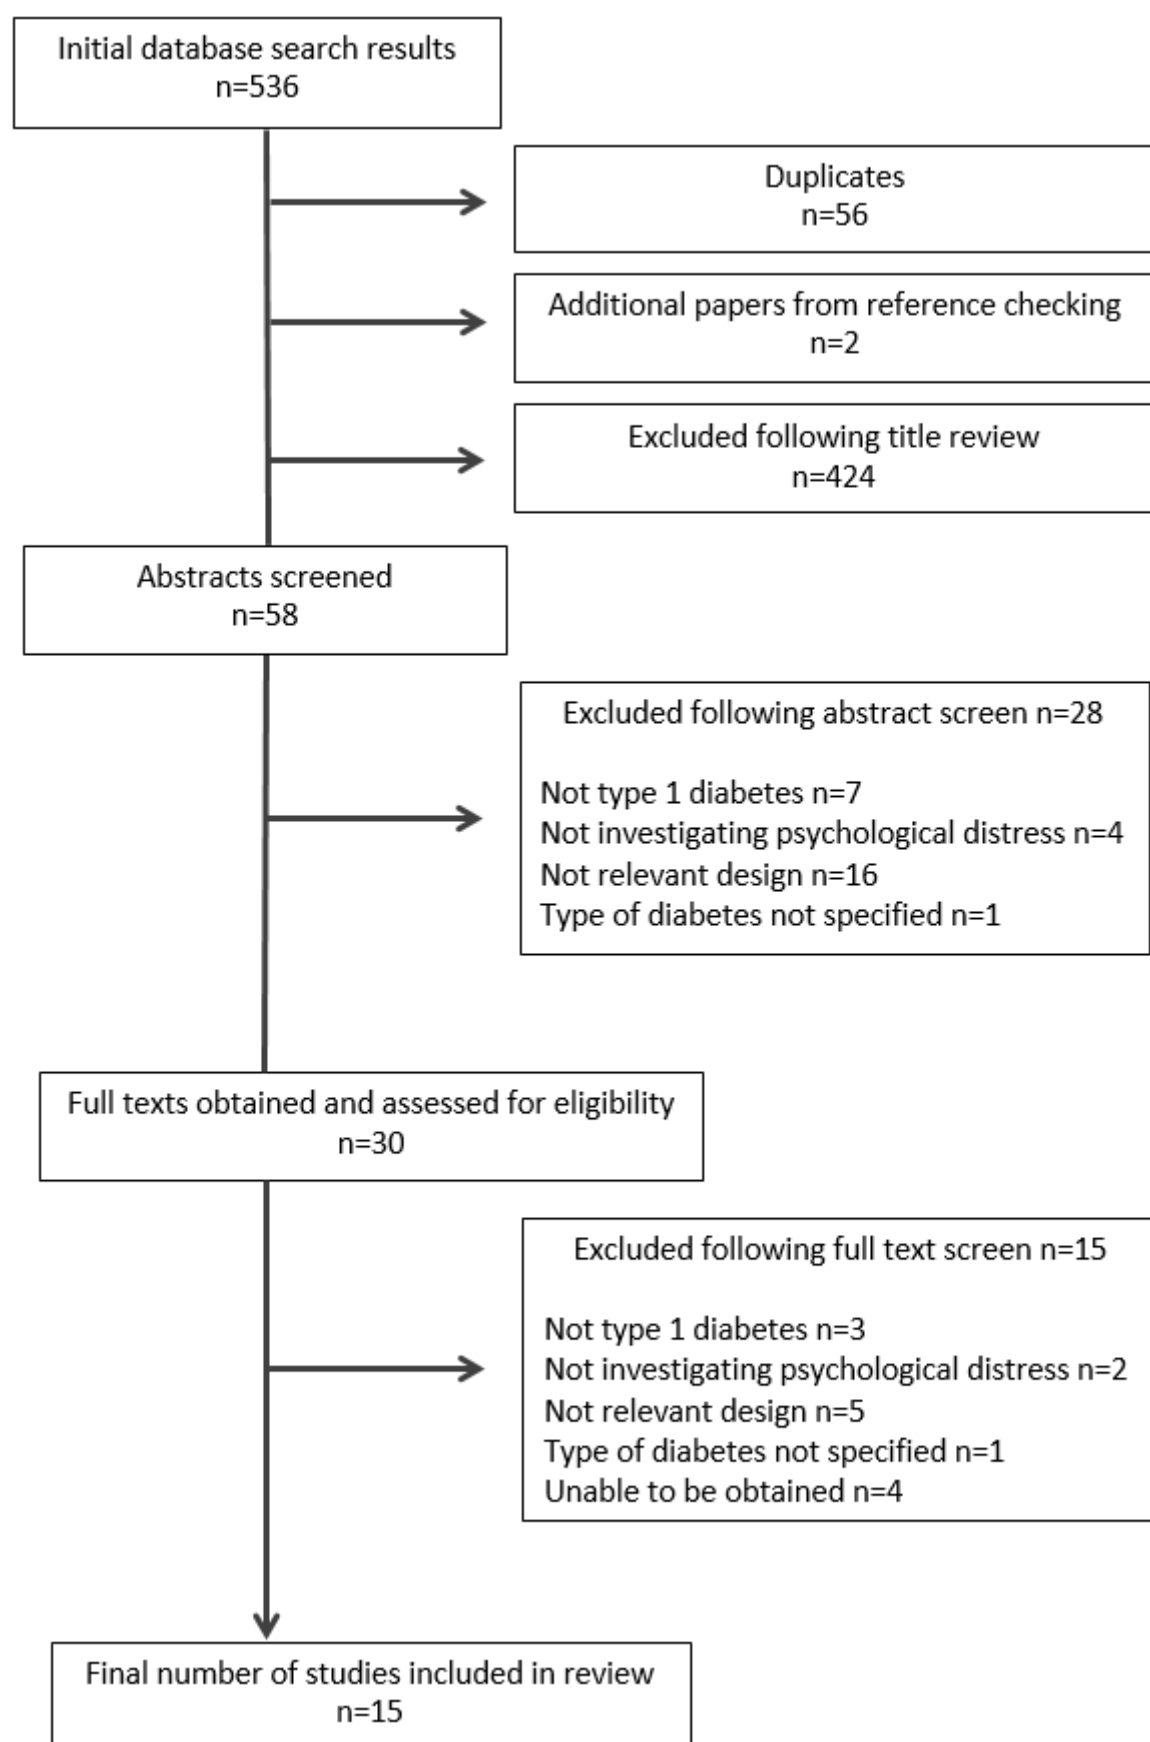 Initial database search results
n=536
Duplicates
n=56
Additional papers from reference checking
n=2
Excluded following title review
n=424
Abstracts screened
n=58
Excluded following abstract screen n=28
Not type 1 diabetes n=7
Not investigating psychological distress n=4
Not relevant design n=16
Type of diabetes not specified n=1
Full texts obtained and assessed for eligibility
n=30
Excluded following full text screen n=15
Not type 1 diabetes n=3
Not investigating psychological distress n=2
Not relevant design n=5
Type of diabetes not specified n=1
Unable to be obtained n=4
Final number of studies included in review
n=15